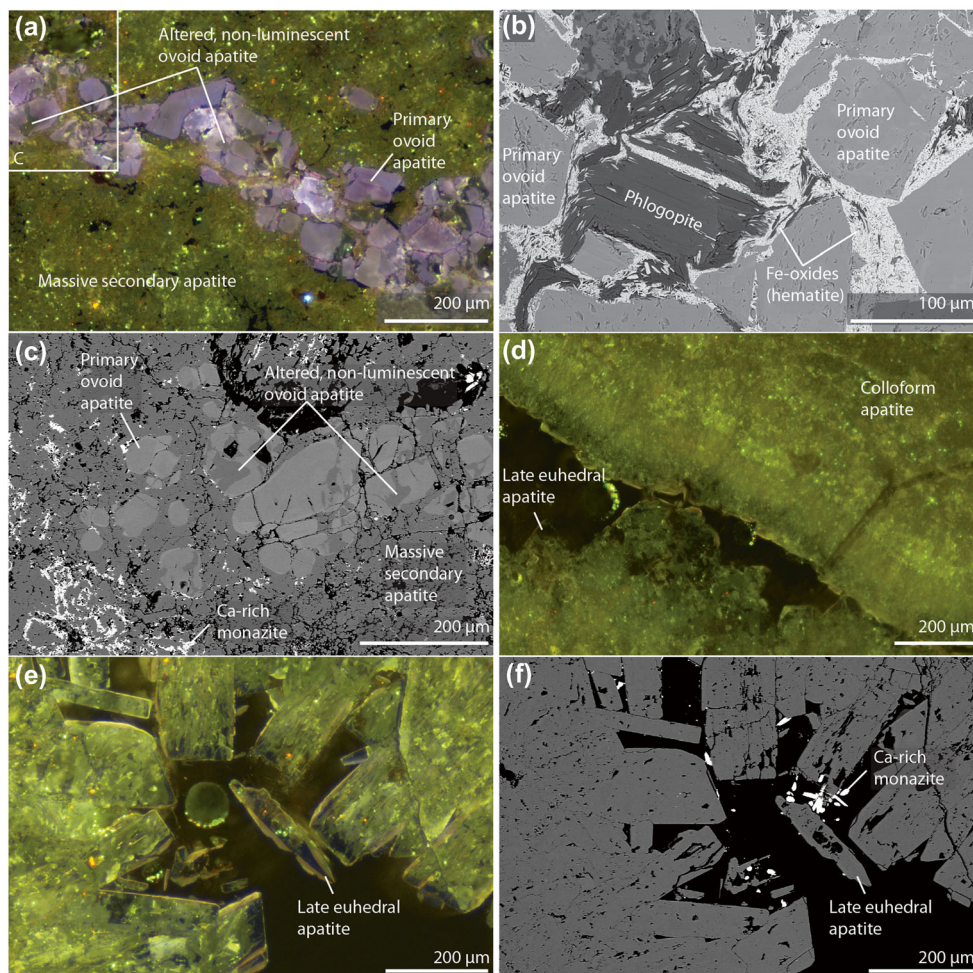 (a)
Altered, non-luminescent
ovoid apatite
Primary
ovoid
apatite
C
Massive secondary apatite
200 µm
(b)
Primary
ovoid
apatite
Primary
ovoid
apatite
Phlogopite
Fe-oxides
(hematite)
100 µm
(c)
Primary
ovoid
apatite
Altered, non-luminescent
ovoid apatite
Massive
secondary
apatite
Ca-rich
monazite
200 µm
(d)
Colloform
apatite
Late euhedral
apatite
200 µm
(e)
Late euhedral
apatite
200 µm
(f)
Ca-rich
monazite
Late euhedral
apatite
200 µm